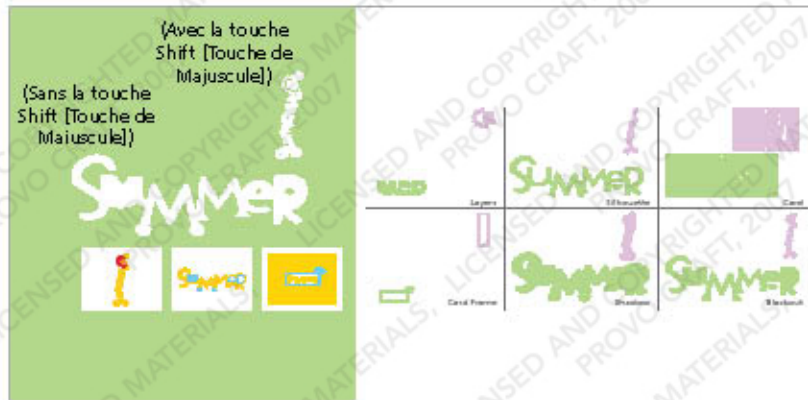 (Avec la touche
Shift [Touche de
Majuscule])
(Sans la touche
Shift [Touche de
Majuscule])
SUMMER
SUMMER
SUMMER
Layers
Silhouette
Card
SUMMER
SUMMER
Card Frame
Shadow
Blackout
LICENSED AND COPYRIGHTED MATERIALS,
PROVO CRAFT, 2007